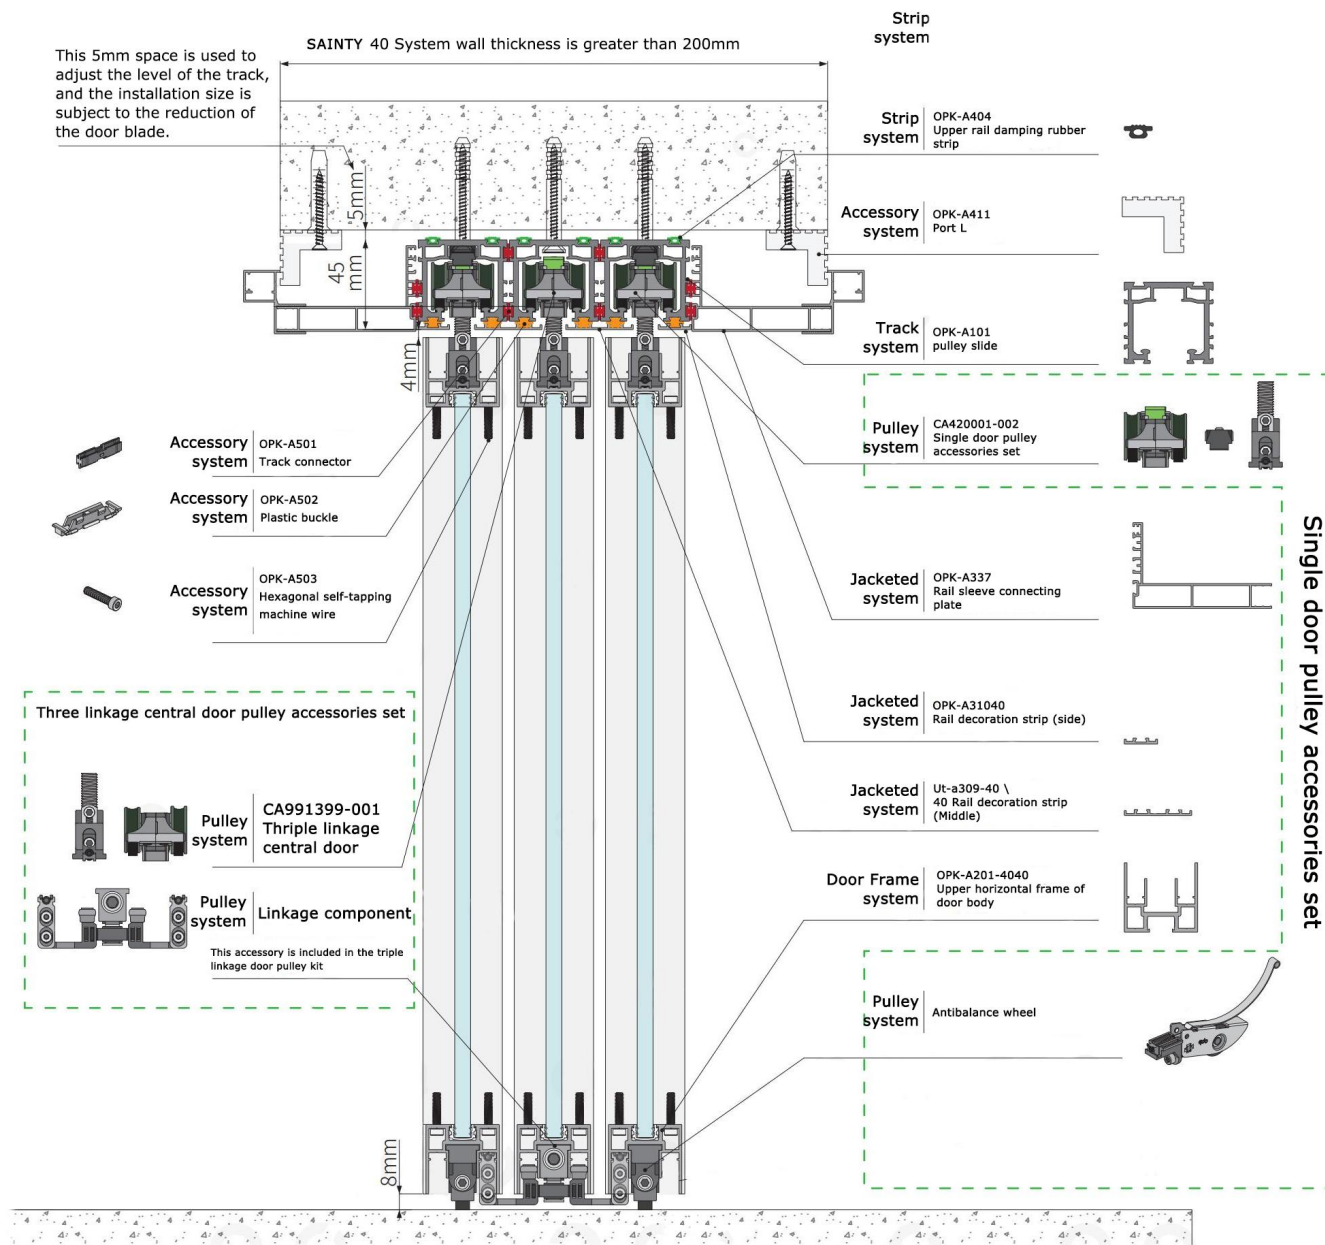 Strip
system
SAINTY 40 System wall thickness is greater than 200mm
This 5mm space is used to
adjust the level of the track,
and the installation size is
subject to the reduction of
the door blade.
5mm
45
mm
4mm
Strip
system
OPK-A404
Upper rail damping rubber
strip
Accessory
system
OPK-A411
Port L
Track
system
OPK-A101
pulley slide
Pulley
system
CA420001-002
Single door pulley
accessories set
Accessory
system
OPK-A501
Track connector
Accessory
system
OPK-A502
Plastic buckle
Accessory
system
OPK-A503
Hexagonal self-tapping
machine wire
Jacketed
system
OPK-A337
Rail sleeve connecting
plate
Single door pulley accessories set
Jacketed
system
OPK-A31040
Rail decoration strip (side)
Jacketed
system
Ut-a309-40 \
40 Rail decoration strip
(Middle)
Door Frame
system
OPK-A201-4040
Upper horizontal frame of
door body
Three linkage central door pulley accessories set
Pulley
system
CA991399-001
Thriple linkage
central door
Pulley
system
Linkage component
This accessory is included in the triple
linkage door pulley kit
Pulley
system
Antibalance wheel
8mm